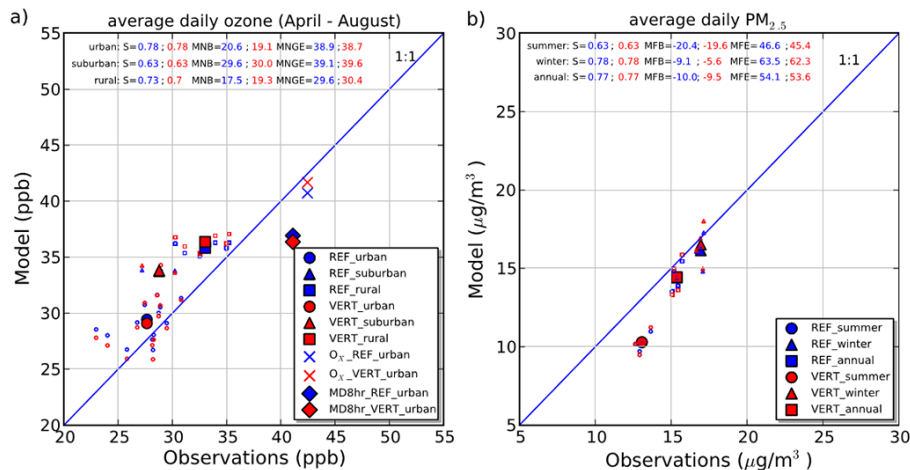 a)
average daily ozone (April - August)
urban: S=0.78 ; 0.78 MNB=20.6 ; 19.1 MNGE=38.9 ; 38.7
suburban: S=0.63 ; 0.63 MNB=29.6 ; 30.0 MNGE=39.1 ; 39.6
rural: S=0.73 ; 0.7 MNB=17.5 ; 19.3 MNGE=29.6 ; 30.4
1:1
55
50
45
40
35
30
25
20
Model (ppb)
REF_urban
REF_suburban
REF_rural
VERT_urban
VERT_suburban
VERT_rural
OX_REF_urban
OX_VERT_urban
MD8hr_REF_urban
MD8hr_VERT_urban
20 25 30 35 40 45 50 55
Observations (ppb)
b)
average daily PM2.5
summer: S=0.63 ; 0.63 MFB=-20.4; -19.6 MFE=46.6 ; 45.4
winter: S=0.78 ; 0.78 MFB=-9.1 ; -5.6 MFE=63.5 ; 62.3
annual: S=0.77 ; 0.77 MFB=-10.0 ; -9.5 MFE=54.1 ; 53.6
1:1
30
25
20
15
10
5
Model (μg/m³)
REF_summer
REF_winter
REF_annual
VERT_summer
VERT_winter
VERT_annual
5 10 15 20 25 30
Observations (μg/m³)